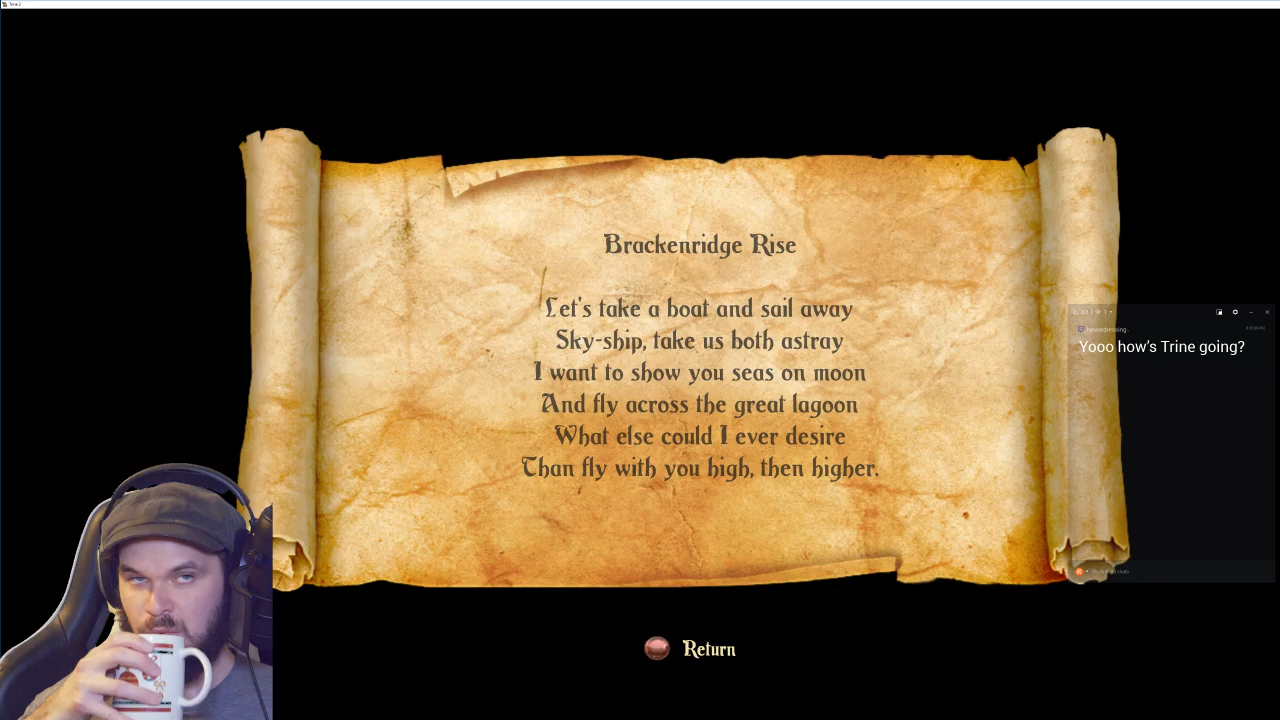 Trine 2
Brackenridge Rise
Let's take a boat and sail away
Sky-ship, take us both astray
I want to show you seas on moon
And fly across the great lagoon
What else could I ever desire
Than fly with you high, then higher.
Return
Yooo how's Trine going?